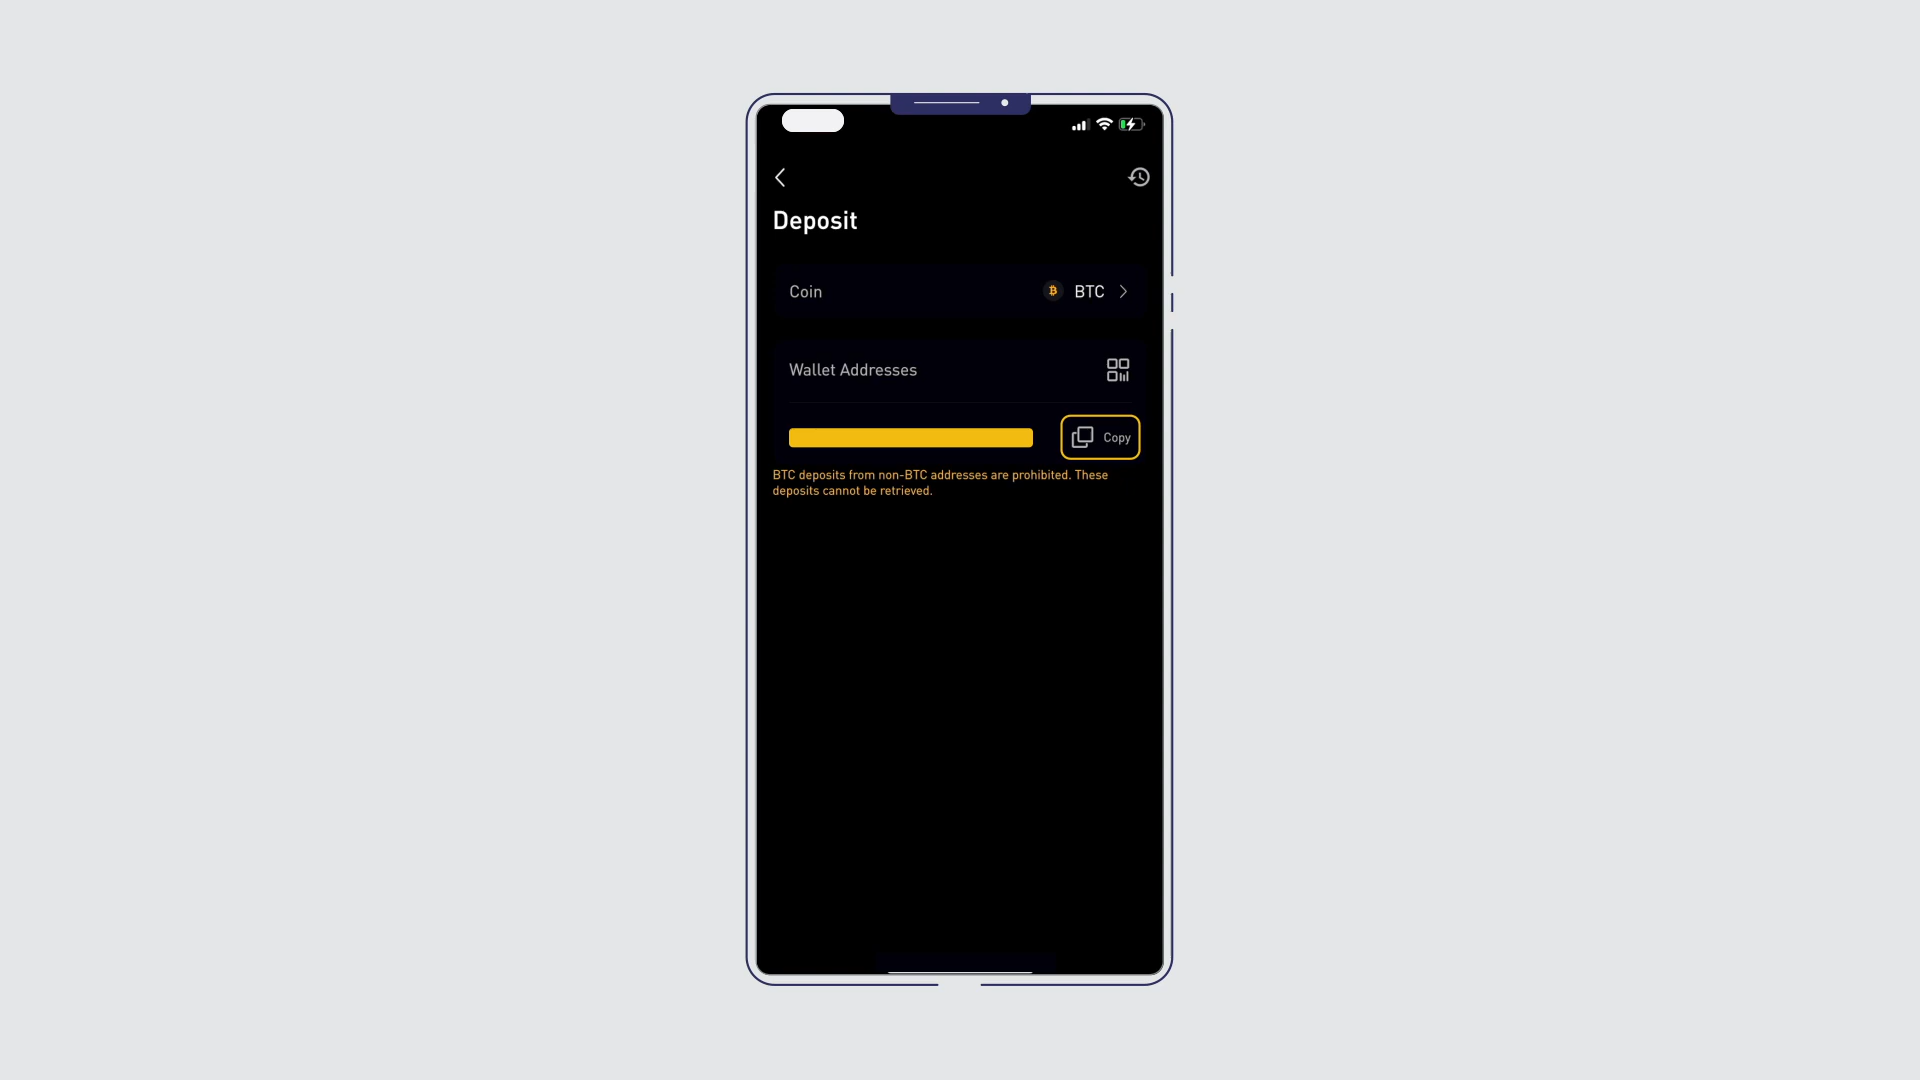 Deposit
Coin
BTC
Wallet Addresses
Copy
BTC deposits from non-BTC addresses are prohibited. These
deposits cannot be retrieved.